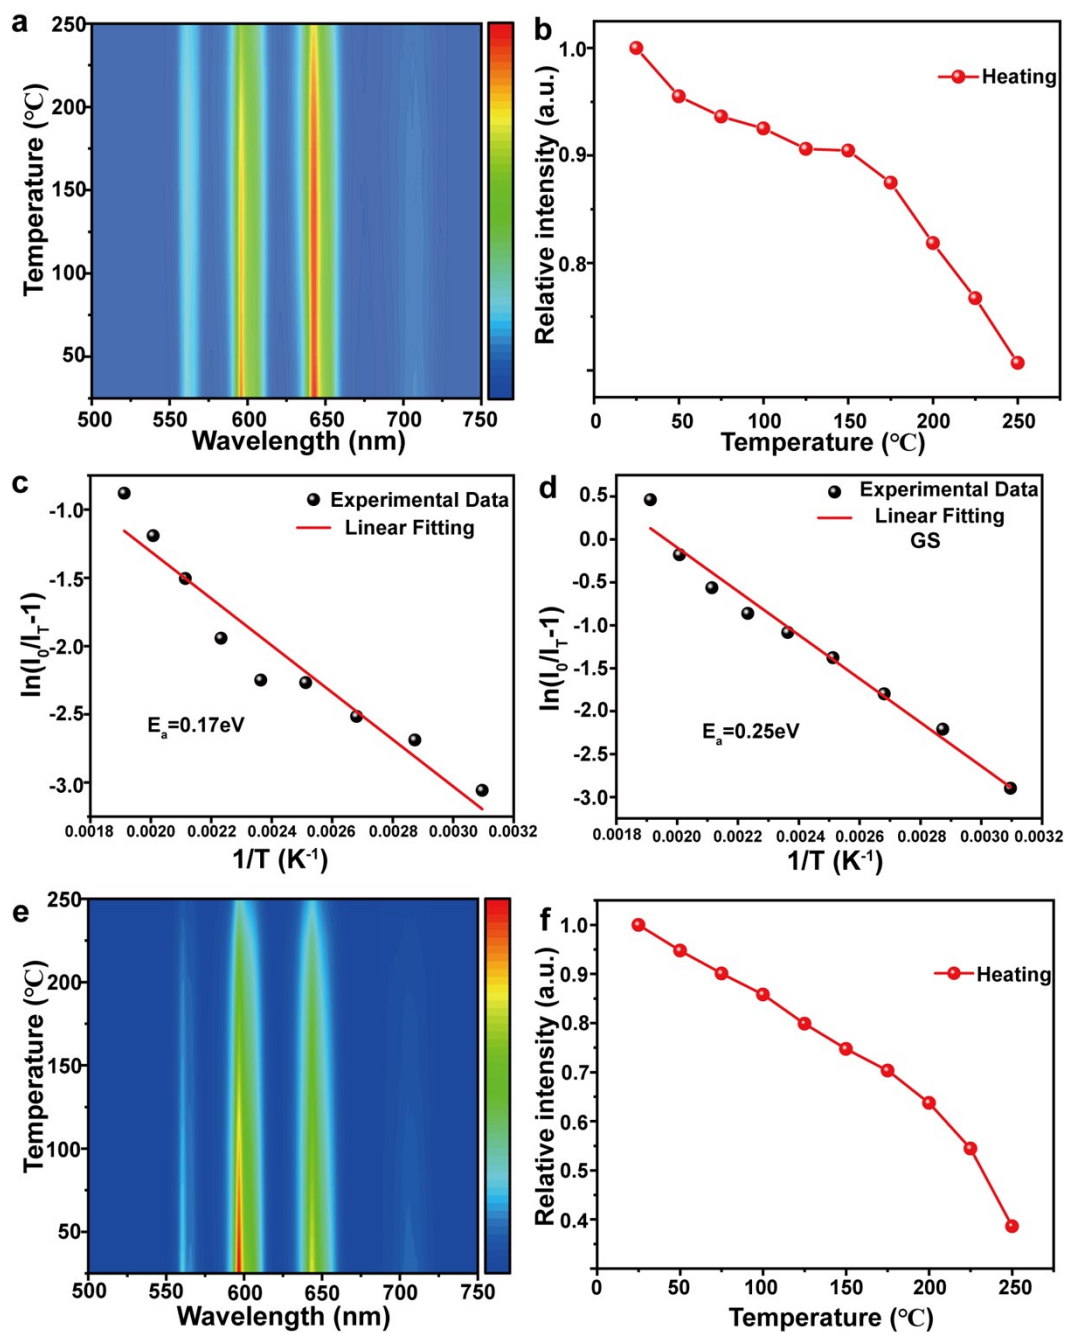 a
250
200
150
100
50
Temperature (℃)
500 550 600 650 700 750
Wavelength (nm)
b
1.0
0.9
0.8
Relative intensity (a.u.)
Heating
0 50 100 150 200 250
Temperature (℃)
c
-1.0
-1.5
-2.0
-2.5
-3.0
ln(I0/IT-1)
Experimental Data
Linear Fitting
Ea=0.17eV
0.0018 0.0020 0.0022 0.0024 0.0026 0.0028 0.0030 0.0032
1/T (K-1)
d
0.5
0.0
-0.5
-1.0
-1.5
-2.0
-2.5
-3.0
ln(I0/IT-1)
Experimental Data
Linear Fitting
GS
Ea=0.25eV
0.0018 0.0020 0.0022 0.0024 0.0026 0.0028 0.0030 0.0032
1/T (K-1)
e
250
200
150
100
50
Temperature (℃)
500 550 600 650 700 750
Wavelength (nm)
f
1.0
0.9
0.8
0.7
0.6
0.5
0.4
Relative intensity (a.u.)
Heating
0 50 100 150 200 250
Temperature (℃)